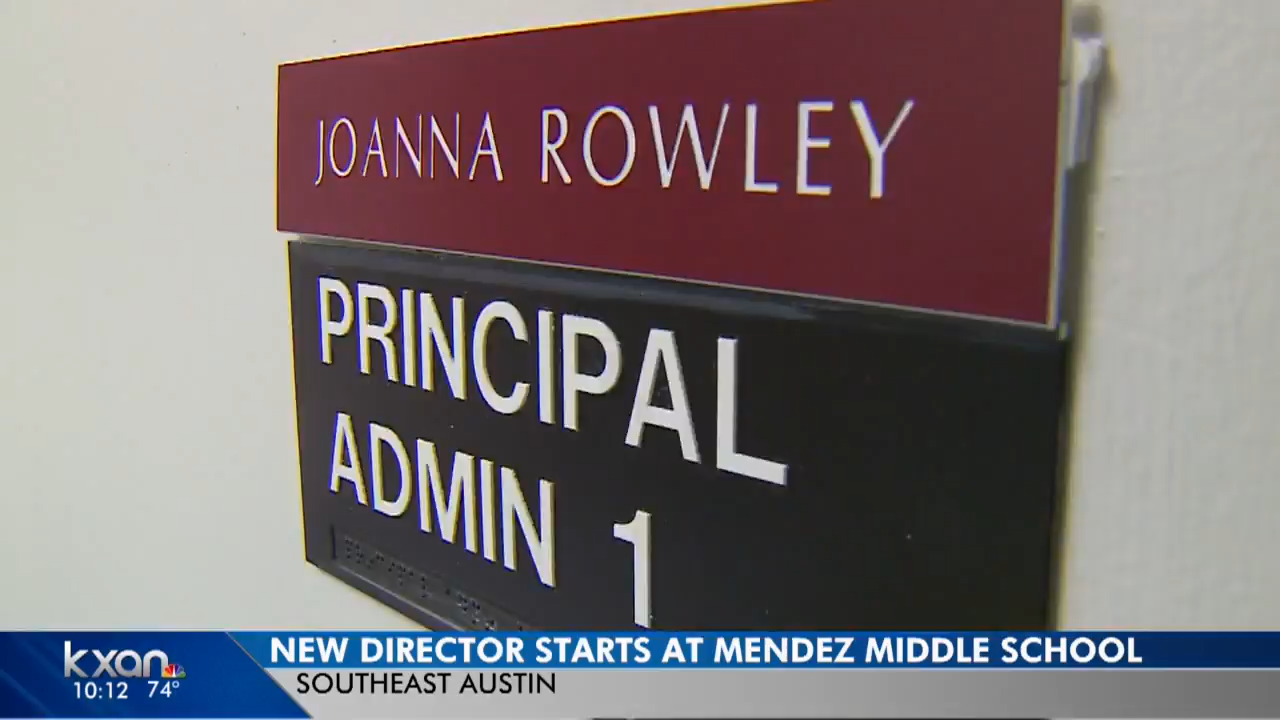 JOANNA ROWLEY
PRINCIPAL
ADMIN 1
kxan
10:12 74°
NEW DIRECTOR STARTS AT MENDEZ MIDDLE SCHOOL
SOUTHEAST AUSTIN